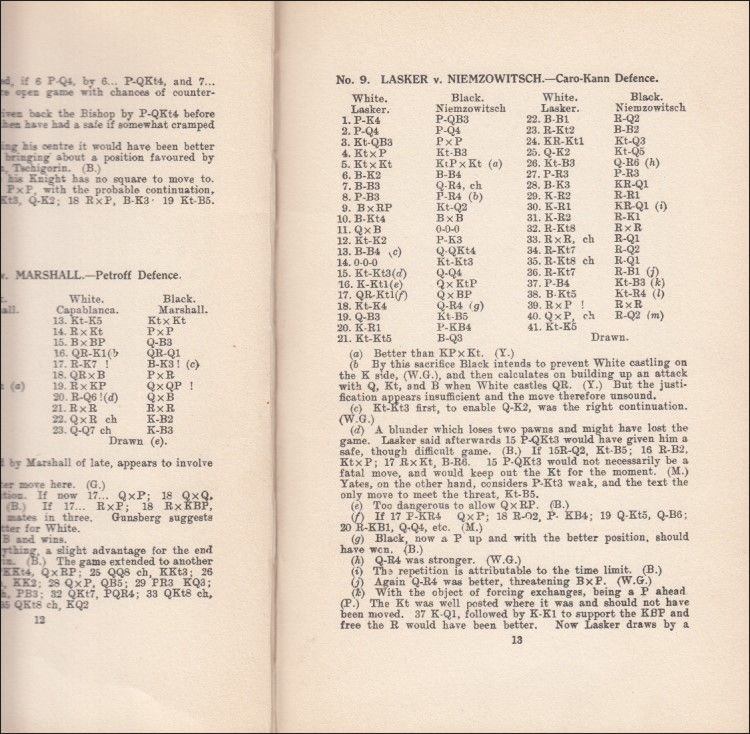 ed, if 6 P-Q4, by 6... P-QKt4, and 7...
re open game with chances of counter-
iven back the Bishop by P-QKt4 before
hen have had a safe if somewhat cramped
ing his centre it would have been better
bringing about a position favoured by
n, Tschigorin. (B.)
his Knight has no square to move to.
P×P, with the probable continuation,
Kt3, Q-K2; 18 R×P, B-K3 · 19 Kt-B5.
v. MARSHALL.—Petroff Defence.
White. Black.
Capablanca. Marshall.
13. Kt-K5 Kt×Kt
14. R×Kt P×P
15. B×BP Q-B3
16. QR-K1(b QR-Q1
17. R-K7 ! B-K3 ! (c)
18. QR×B P×R
(a) 19. R×KP Q×QP !
20. R-Q6!(d) Q×B
21. R×R R×R
22. Q×R ch K-B2
23. Q-Q7 ch K-B3
Drawn (e).
d by Marshall of late, appears to involve
er move here. (G.)
tion. If now 17... Q×P; 18 Q×Q,
(B.) If 17... R×P; 18 R×KBP,
mates in three. Gunsberg suggests
tter for White.
B and wins.
ything, a slight advantage for the end
n. (B.) The game extended to another
KKt4, Q×RP; 25 QQ8 ch, KKt3; 26
, KK2; 28 Q×P, QB5; 29 PR3 KQ3;
h, PB3; 32 QKt7, PQR4; 33 QKt8 ch,
35 QKt8 ch, KQ2
12
No. 9. LASKER v. NIEMZOWITSCH.—Caro-Kann Defence.
White. Black. White. Black.
Lasker. Niemzowitsch Lasker. Niemzowitsch
1. P-K4 P-QB3 22. B-B1 R-Q2
2. P-Q4 P-Q4 23. R-Kt2 B-B2
3. Kt-QB3 P×P 24. KR-Kt1 Kt-Q3
4. Kt×P Kt-B3 25. Q-K2 Kt-Q5
5. Kt×Kt KtP×Kt (a) 26. Kt-B3 Q-R6 (h)
6. B-K2 B-B4 27. P-R3 P-R3
7. B-B3 Q-R4, ch 28. B-K3 KR-Q1
8. P-B3 P-R4 (b) 29. K-R2 R-R1
9. B×RP Kt-Q2 30. K-R1 KR-Q1 (i)
10. B-Kt4 B×B 31. K-R2 R-K1
11. Q×B 0-0-0 32. R-Kt8 R×R
12. Kt-K2 P-K3 33. R×R, ch R-Q1
13. B-B4 (c) Q-QKt4 34. R-Kt7 R-Q2
14. 0-0-0 Kt-Kt3 35. R-Kt8 ch R-Q1
15. Kt-Kt3(d) Q-Q4 36. R-Kt7 R-B1 (j)
16. K-Kt1(e) Q×KtP 37. P-B4 Kt-B3 (k)
17. QR-Kt1(f) Q×BP 38. B-Kt5 Kt-R4 (l)
18. Kt-K4 Q-R4 (g) 39. R×P ! R×R
19. Q-B3 Kt-B5 40. Q×P, ch R-Q2 (m)
20. K-R1 P-KB4 41. Kt-K5
21. Kt-Kt5 B-Q3 Drawn.
(a) Better than KP×Kt. (Y.)
(b By this sacrifice Black intends to prevent White castling on
the K side, (W.G.), and then calculates on building up an attack
with Q, Kt, and B when White castles QR. (Y.) But the justi-
fication appears insufficient and the move therefore unsound.
(c) Kt-Kt3 first, to enable Q-K2, was the right continuation.
(W.G.)
(d) A blunder which loses two pawns and might have lost the
game. Lasker said afterwards 15 P-QKt3 would have given him a
safe, though difficult game. (B.) If 15R-Q2, Kt-B5; 16 R-B2,
Kt×P; 17 R×Kt, B-R6. 15 P-QKt3 would not necessarily be a
fatal move, and would keep out the Kt for the moment. (M.)
Yates, on the other hand, considers P-Kt3 weak, and the text the
only move to meet the threat, Kt-B5.
(e) Too dangerous to allow Q×RP. (B.)
(f) If 17 P-KR4 Q×P; 18 R-Q2, P- KB4; 19 Q-Kt5, Q-B6;
20 R-KB1, Q-Q4, etc. (M.)
(g) Black, now a P up and with the better position, should
have won. (B.)
(h) Q-R4 was stronger. (W.G.)
(i) The repetition is attributable to the time limit. (B.)
(j) Again Q-R4 was better, threatening B×P. (W.G.)
(k) With the object of forcing exchanges, being a P ahead
(P.) The Kt was well posted where it was and should not have
been moved. 37 K-Q1, followed by K-K1 to support the KBP and
free the R would have been better. Now Lasker draws by a
13